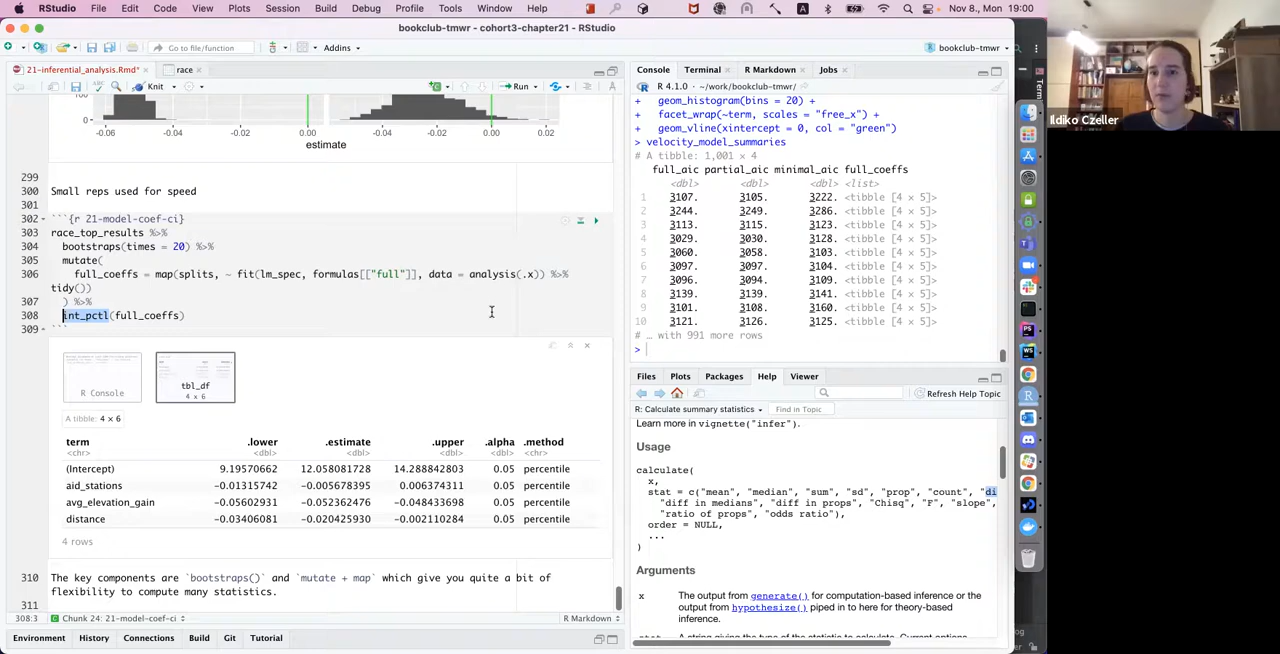 RStudio File Edit Code View Plots Session Build Debug Profile Tools Window Help Nov 8., Mon 19:00
bookclub-tmwr - cohort3-chapter21 - RStudio
Go to file/function Addins bookclub-tmwr
21-inferential_analysis.Rmd* race
Knit Run
100
0
-0.06 -0.04 -0.02 0.00 -0.04 -0.02 0.00 0.02
estimate
299
300 Small reps used for speed
301
302 ```{r 21-model-coef-ci}
303 race_top_results %>%
304 bootstraps(times = 20) %>%
305 mutate(
306 full_coeffs = map(splits, ~ fit(lm_spec, formulas[["full"]], data = analysis(.x)) %>%
tidy())
307 ) %>%
308 int_pctl(full_coeffs)
309 ```
R Console
tbl_df
4 x 6
A tibble: 4 × 6
term .lower .estimate .upper .alpha .method
<chr> <dbl> <dbl> <dbl> <dbl> <chr>
(Intercept) 9.19570662 12.058081728 14.288842803 0.05 percentile
aid_stations -0.01315742 -0.005678395 0.006374311 0.05 percentile
avg_elevation_gain -0.05602931 -0.053562476 -0.048433698 0.05 percentile
distance -0.03406081 -0.020425930 -0.002110284 0.05 percentile
4 rows
310 The key components are `bootstraps()` and `mutate + map` which give you quite a bit of
flexibility to compute many statistics.
311
308:3 Chunk 24: 21-model-coef-ci R Markdown
Environment History Connections Build Git Tutorial
Console Terminal R Markdown Jobs
R 4.1.0 · ~/work/bookclub-tmwr/
+ geom_histogram(bins = 20) +
+ facet_wrap(~term, scales = "free_x") +
+ geom_vline(xintercept = 0, col = "green")
> velocity_model_summaries
# A tibble: 1,001 × 4
full_aic partial_aic minimal_aic full_coeffs
<dbl> <dbl> <dbl> <list>
1 3107. 3105. 3222. <tibble [4 × 5]>
2 3244. 3249. 3286. <tibble [4 × 5]>
3 3113. 3115. 3123. <tibble [4 × 5]>
4 3029. 3030. 3128. <tibble [4 × 5]>
5 3060. 3058. 3103. <tibble [4 × 5]>
6 3097. 3097. 3104. <tibble [4 × 5]>
7 3096. 3094. 3109. <tibble [4 × 5]>
8 3139. 3139. 3141. <tibble [4 × 5]>
9 3101. 3108. 3160. <tibble [4 × 5]>
10 3121. 3126. 3125. <tibble [4 × 5]>
# … with 991 more rows
>
Files Plots Packages Help Viewer
Refresh Help Topic
R: Calculate summary statistics Find in Topic
Learn more in vignette("infer").
Usage
calculate(
x,
stat = c("mean", "median", "sum", "sd", "prop", "count", "di
"diff in medians", "diff in props", "Chisq", "F", "slope",
"ratio of props", "odds ratio"),
order = NULL,
...
)
Arguments
x The output from generate() for computation-based inference or the
output from hypothesize() piped in to here for theory-based
inference.
stat A string giving the type of the statistic to calculate. Current options
Ildiko Czeller